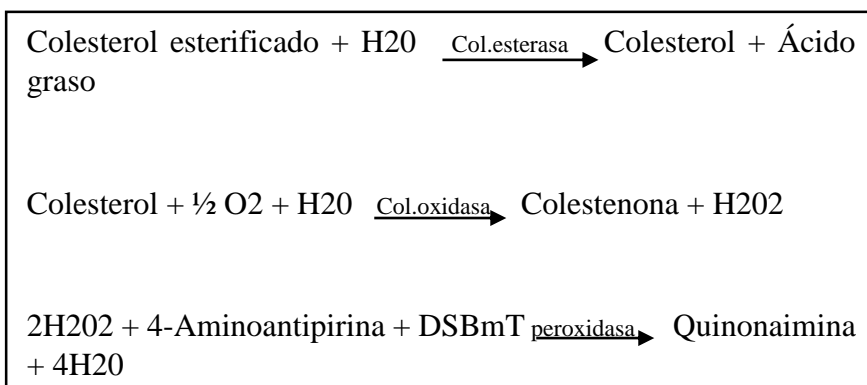 Colesterol esterificado + H20 Col.esterasa Colesterol + Ácido
graso
Colesterol + ½ O2 + H20 Col.oxidasa Colestenona + H202
2H202 + 4-Aminoantipirina + DSBmT peroxidasa Quinonaimina
+ 4H20